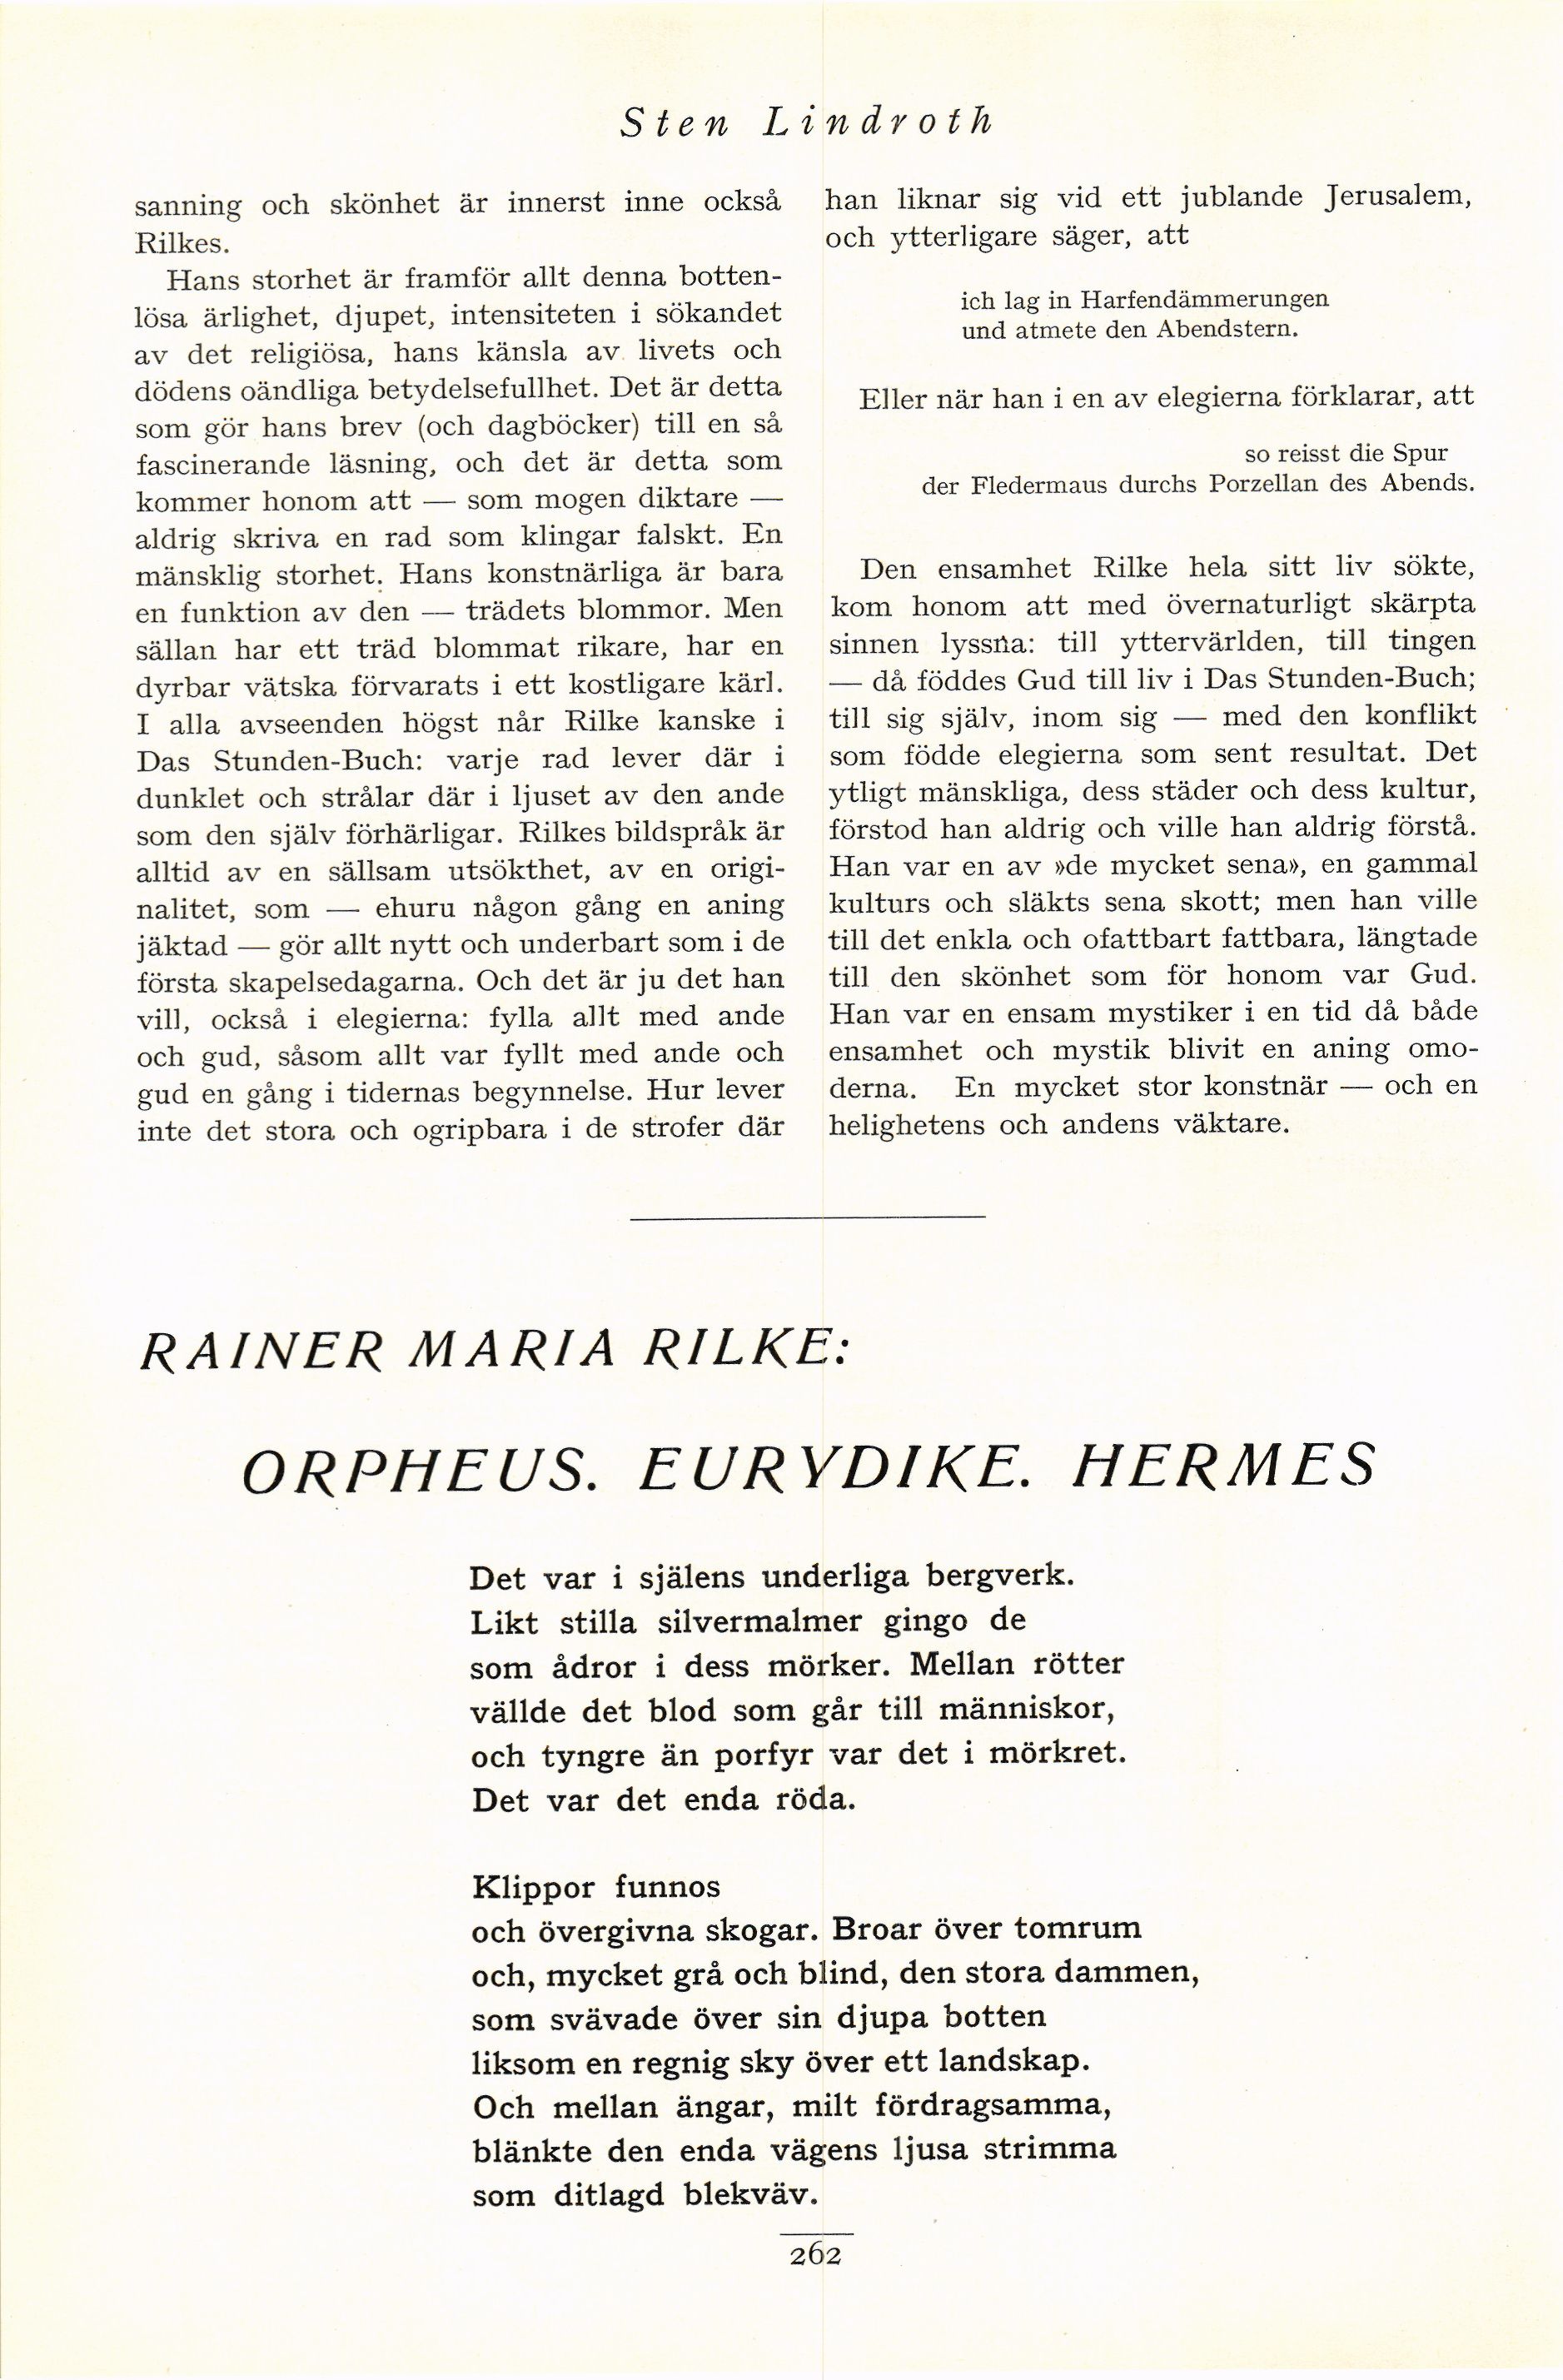 Sten Lindroth
sanning och skönhet är innerst inne också
Rilkes.
Hans storhet är framför allt denna botten-
lösa ärlighet, djupet, intensiteten i sökandet
av det religiösa, hans känsla av livets och
dödens oändliga betydelsefullhet. Det är detta
som gör hans brev (och dagböcker) till en så
fascinerande läsning, och det är detta som
kommer honom att — som mogen diktare —
aldrig skriva en rad som klingar falskt. En
mänsklig storhet. Hans konstnärliga är bara
en funktion av den — trädets blommor. Men
sällan har ett träd blommat rikare, har en
dyrbar vätska förvarats i ett kostligare kärl.
I alla avseenden högst når Rilke kanske i
Das Stunden-Buch: varje rad lever där i
dunklet och strålar där i ljuset av den ande
som den själv förhärligar. Rilkes bildspråk är
alltid av en sällsam utsökthet, av en origi-
nalitet, som — ehuru någon gång en aning
jäktad — gör allt nytt och underbart som i de
första skapelsedagarna. Och det är ju det han
vill, också i elegierna: fylla allt med ande
och gud, såsom allt var fyllt med ande och
gud en gång i tidernas begynnelse. Hur lever
inte det stora och ogripbara i de strofer där
han liknar sig vid ett jublande Jerusalem,
och ytterligare säger, att
ich lag in Harfendämmerungen
und atmete den Abendstern.
Eller när han i en av elegierna förklarar, att
so reisst die Spur
der Fledermaus durchs Porzellan des Abends.
Den ensamhet Rilke hela sitt liv sökte,
kom honom att med övernaturligt skärpta
sinnen lyssna: till yttervärlden, till tingen
— då föddes Gud till liv i Das Stunden-Buch;
till sig själv, inom sig — med den konflikt
som födde elegierna som sent resultat. Det
ytligt mänskliga, dess städer och dess kultur,
förstod han aldrig och ville han aldrig förstå.
Han var en av »de mycket sena», en gammal
kulturs och släkts sena skott; men han ville
till det enkla och ofattbart fattbara, längtade
till den skönhet som för honom var Gud.
Han var en ensam mystiker i en tid då både
ensamhet och mystik blivit en aning omo-
derna. En mycket stor konstnär — och en
helighetens och andens väktare.
RAINER MARIA RILKE:
ORPHEUS. EURYDIKE. HERMES
Det var i själens underliga bergverk.
Likt stilla silvermalmer gingo de
som ådror i dess mörker. Mellan rötter
vällde det blod som går till människor,
och tyngre än porfyr var det i mörkret.
Det var det enda röda.
Klippor funnos
och övergivna skogar. Broar över tomrum
och, mycket grå och blind, den stora dammen,
som svävade över sin djupa botten
liksom en regnig sky över ett landskap.
Och mellan ängar, milt fördragsamma,
blänkte den enda vägens ljusa strimma
som ditlagd blekväv.
262